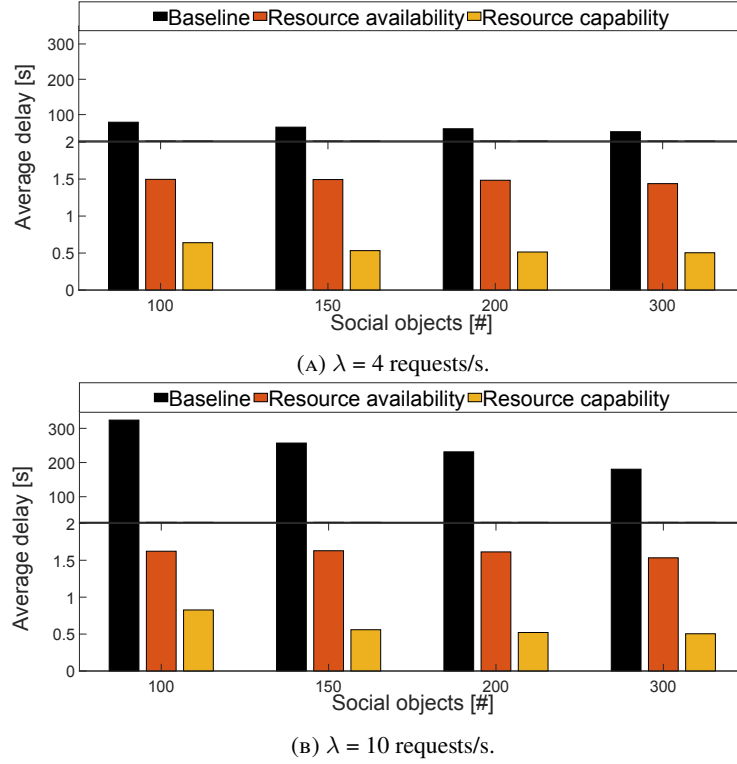 Baseline Resource availability Resource capability
300
200
100
2
1.5
1
0.5
0
Average delay [s]
100 150 200 300
Social objects [#]
(A) λ = 4 requests/s.
Baseline Resource availability Resource capability
300
200
100
2
1.5
1
0.5
0
Average delay [s]
100 150 200 300
Social objects [#]
(B) λ = 10 requests/s.